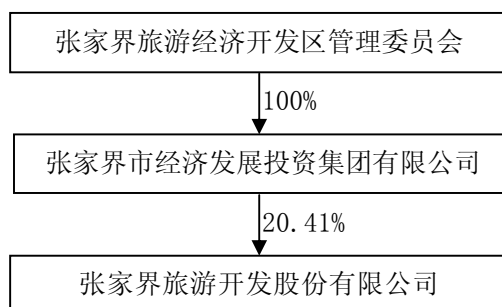 张家界旅游经济开发区管理委员会
100%
张家界市经济发展投资集团有限公司
20.41%
张家界旅游开发股份有限公司